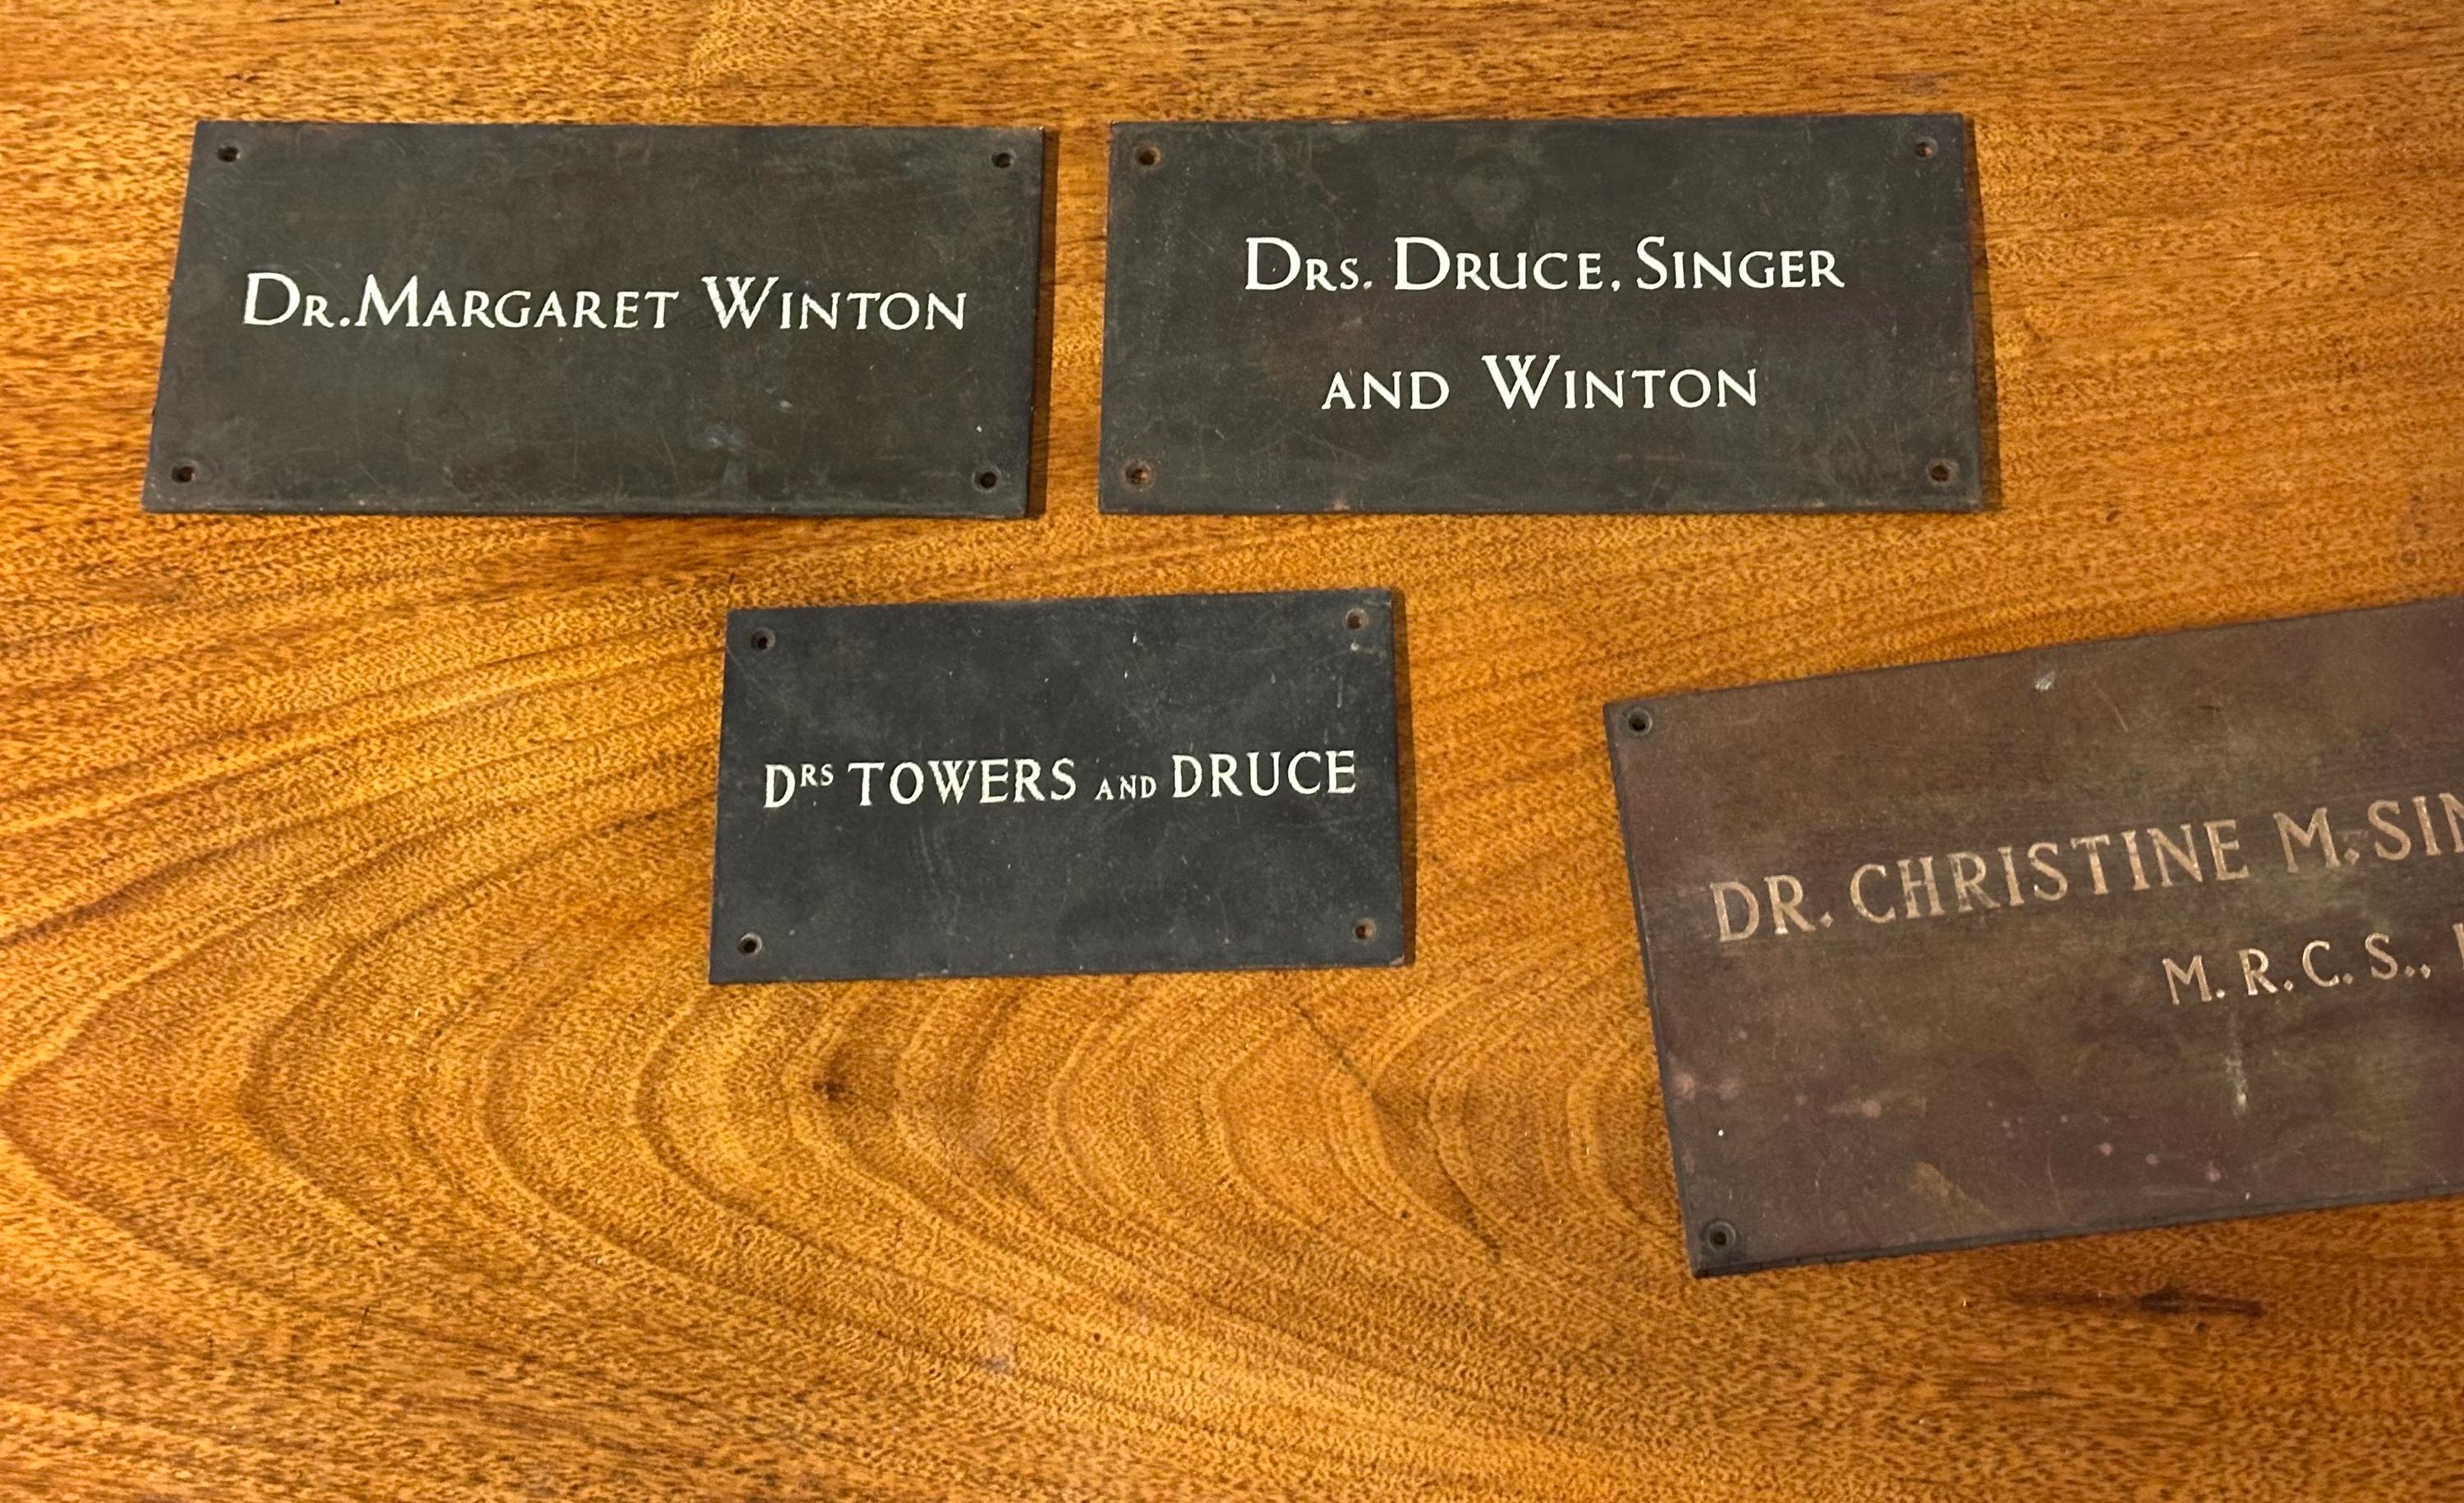 Dr. Margaret Winton
Drs. Druce, Singer
and Winton
Drs TOWERS AND DRUCE
DR. CHRISTINE M.
M. R. C. S.,